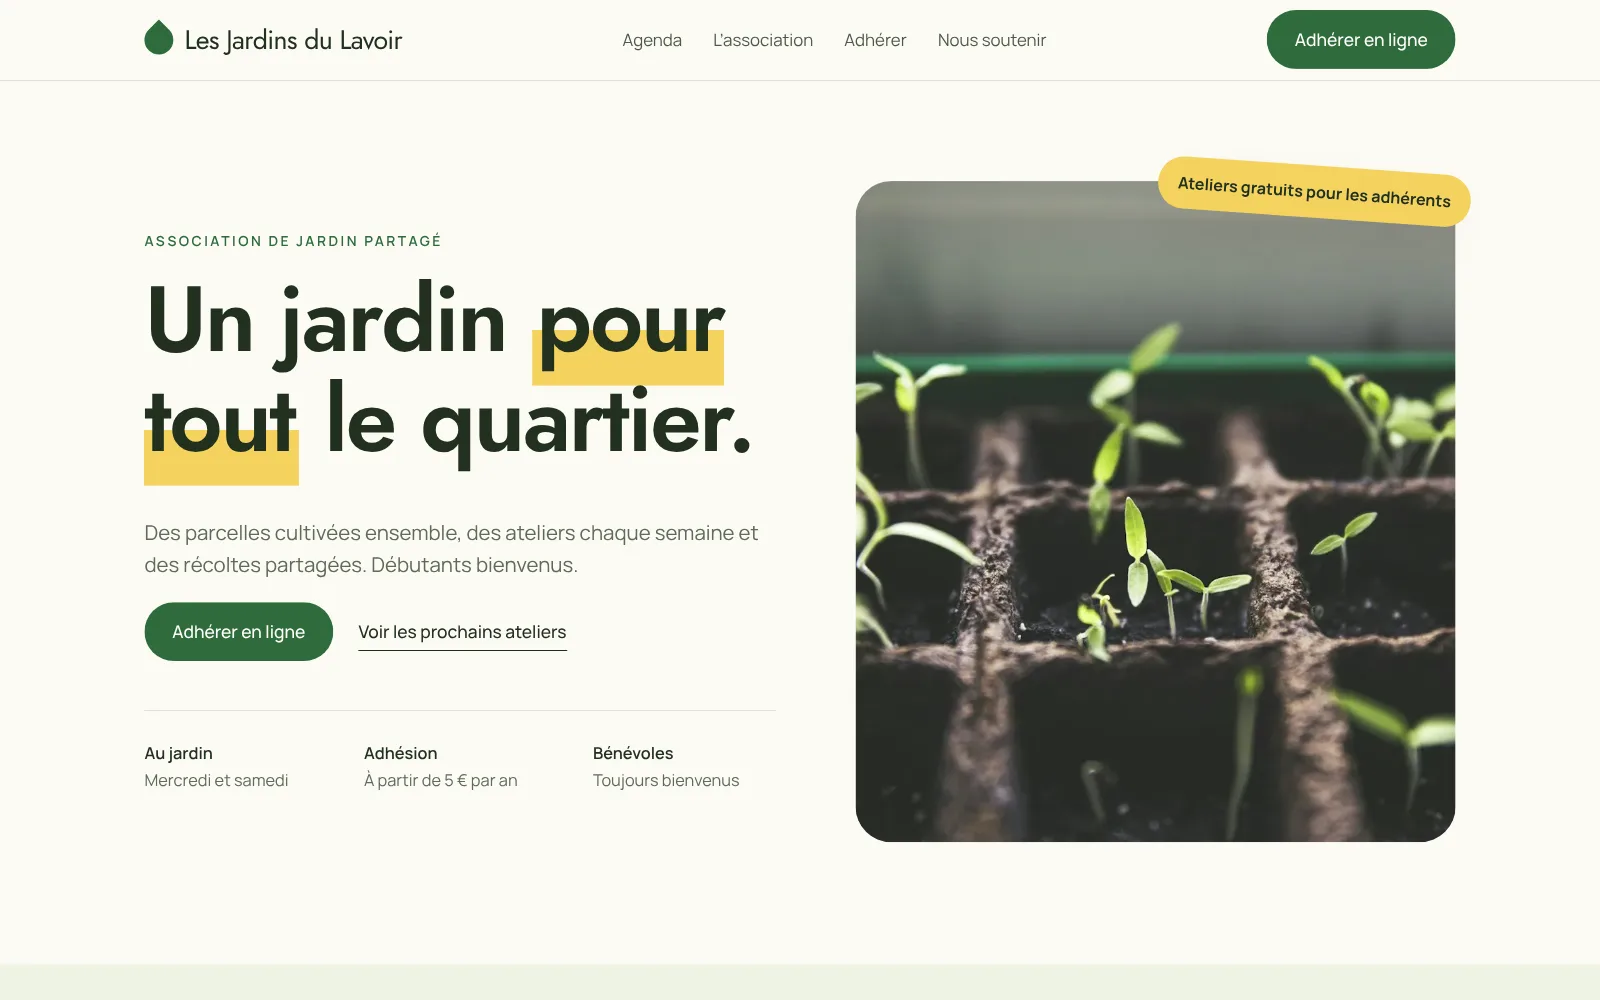 Les Jardins du Lavoir
Agenda
L’association
Adhérer
Nous soutenir
Adhérer en ligne
Ateliers gratuits pour les adhérents
ASSOCIATION DE JARDIN PARTAGÉ
Un jardin pour
tout le quartier.
Des parcelles cultivées ensemble, des ateliers chaque semaine et
des récoltes partagées. Débutants bienvenus.
Adhérer en ligne
Voir les prochains ateliers
Au jardin
Mercredi et samedi
Adhésion
À partir de 5 € par an
Bénévoles
Toujours bienvenus